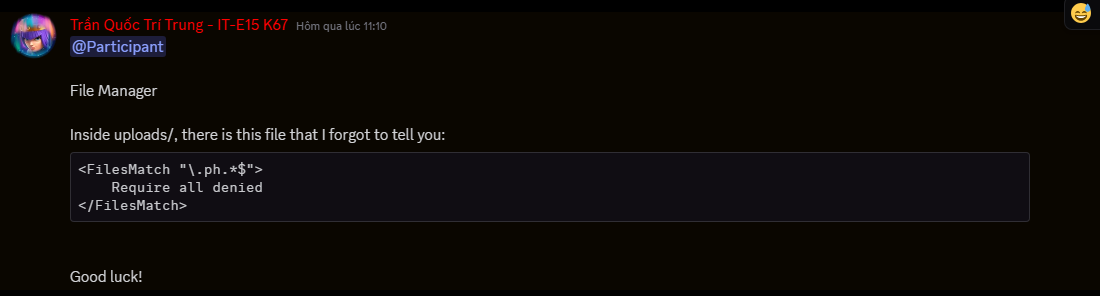 Trần Quốc Trí Trung - IT-E15 K67 Hôm qua lúc 11:10
@Participant
File Manager
Inside uploads/, there is this file that I forgot to tell you:
<FilesMatch "\.ph.*$">
    Require all denied
</FilesMatch>
Good luck!